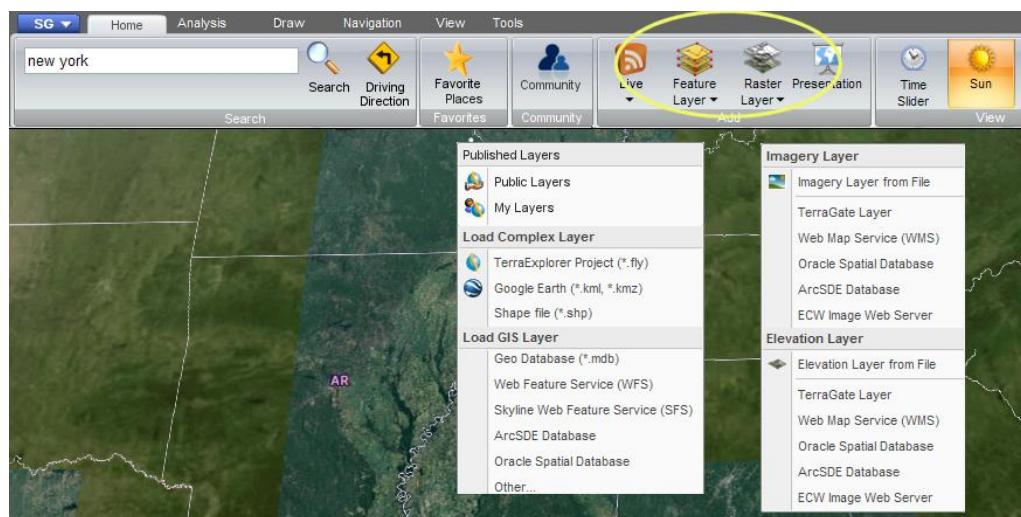 SG Home Analysis Draw Navigation View Tools
new york
Search Driving Direction Favorite Places Community Live Feature Layer Raster Layer Presentation Time Slider Sun
Search Favorites Community Add View
Published Layers
Public Layers
My Layers
Load Complex Layer
TerraExplorer Project (*.fly)
Google Earth (*.kml, *.kmz)
Shape file (*.shp)
Load GIS Layer
Geo Database (*.mdb)
Web Feature Service (WFS)
Skyline Web Feature Service (SFS)
ArcSDE Database
Oracle Spatial Database
Other...
Imagery Layer
Imagery Layer from File
TerraGate Layer
Web Map Service (WMS)
Oracle Spatial Database
ArcSDE Database
ECW Image Web Server
Elevation Layer
Elevation Layer from File
TerraGate Layer
Web Map Service (WMS)
Oracle Spatial Database
ArcSDE Database
ECW Image Web Server
AR